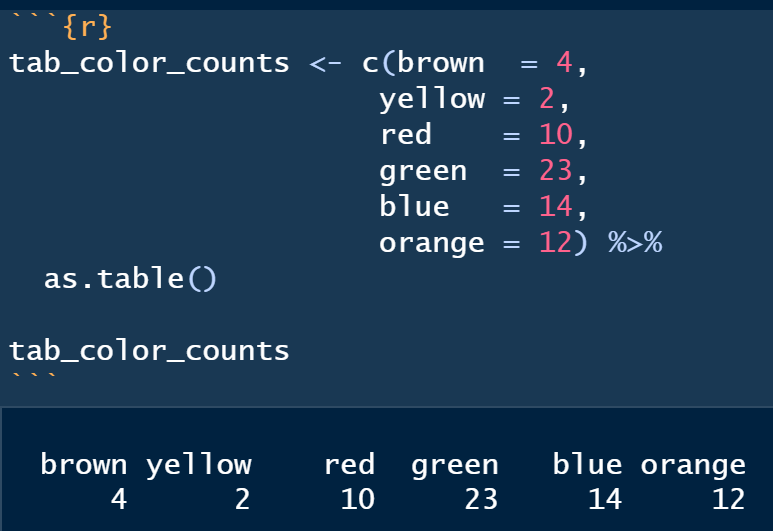 ```{r}
tab_color_counts <- c(brown  = 4,
                     yellow = 2,
                     red    = 10,
                     green  = 23,
                     blue   = 14,
                     orange = 12) %>%
  as.table()
tab_color_counts
```
 brown yellow    red  green   blue orange
     4      2     10     23     14     12